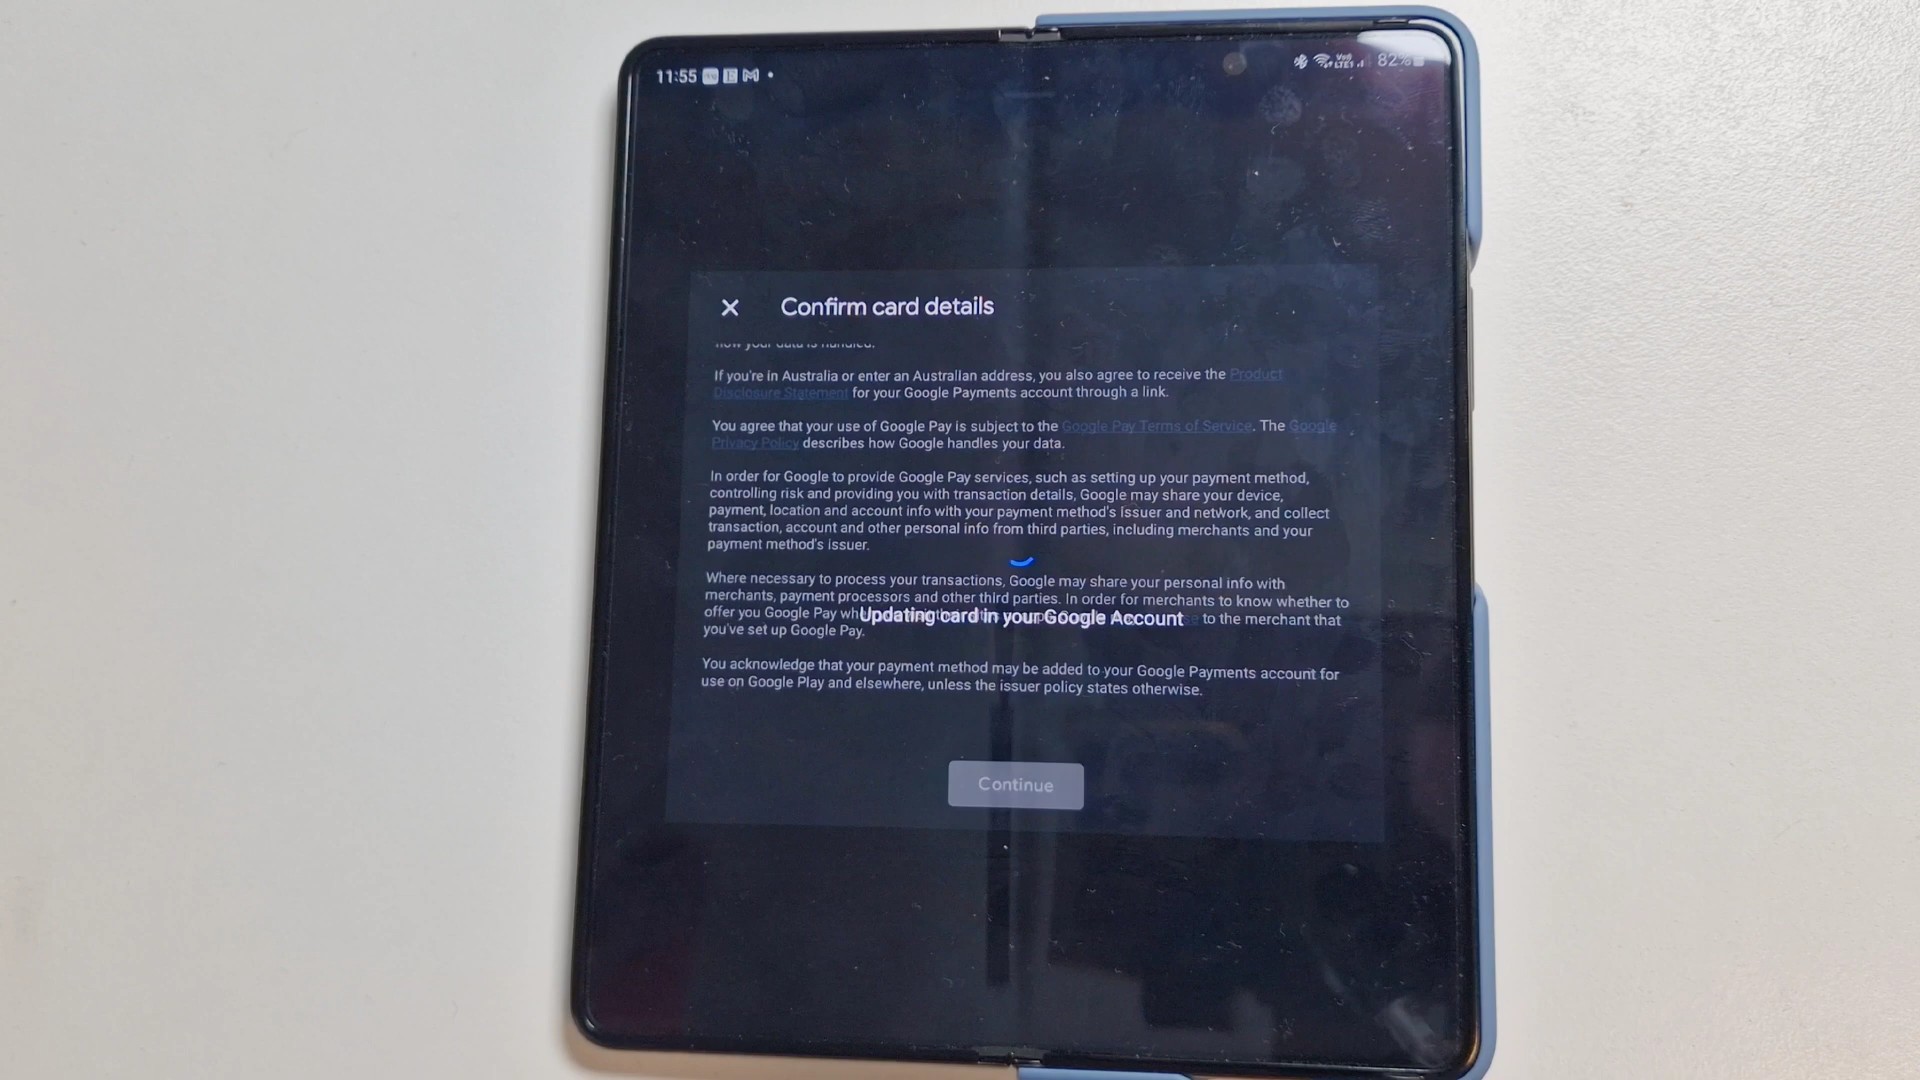 11:55
82%
Confirm card details
how your data is handled.
If you're in Australia or enter an Australian address, you also agree to receive the Product
Disclosure Statement for your Google Payments account through a link.
You agree that your use of Google Pay is subject to the Google Pay Terms of Service. The Google
Privacy Policy describes how Google handles your data.
In order for Google to provide Google Pay services, such as setting up your payment method,
controlling risk and providing you with transaction details, Google may share your device,
payment, location and account info with your payment method's issuer and network, and collect
transaction, account and other personal info from third parties, including merchants and your
payment method's issuer.
Where necessary to process your transactions, Google may share your personal info with
merchants, payment processors and other third parties. In order for merchants to know whether to
offer you Google Pay to the merchant that
Updating card in your Google Account
you've set up Google Pay.
You acknowledge that your payment method may be added to your Google Payments account for
use on Google Play and elsewhere, unless the issuer policy states otherwise.
Continue